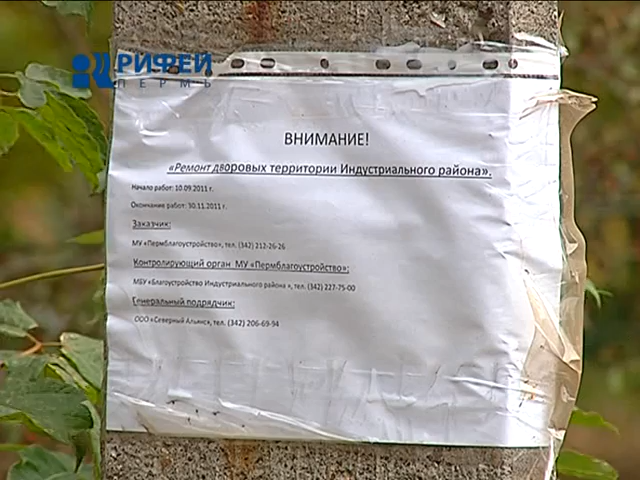 РИФЕЙ
ПЕРМЬ
ВНИМАНИЕ!
«Ремонт дворовых территории Индустриального района».
Начало работ: 10.09.2011 г.
Окончание работ: 30.11.2011 г.
Заказчик:
МУ «Пермблагоустройство», тел. (342) 212-26-26
Контролирующий орган МУ «Пермблагоустройство»:
МБУ «Благоустройство Индустриального района », тел. (342) 227-75-00
Генеральный подрядчик:
ООО «Северный Альянс», тел. (342) 206-69-94